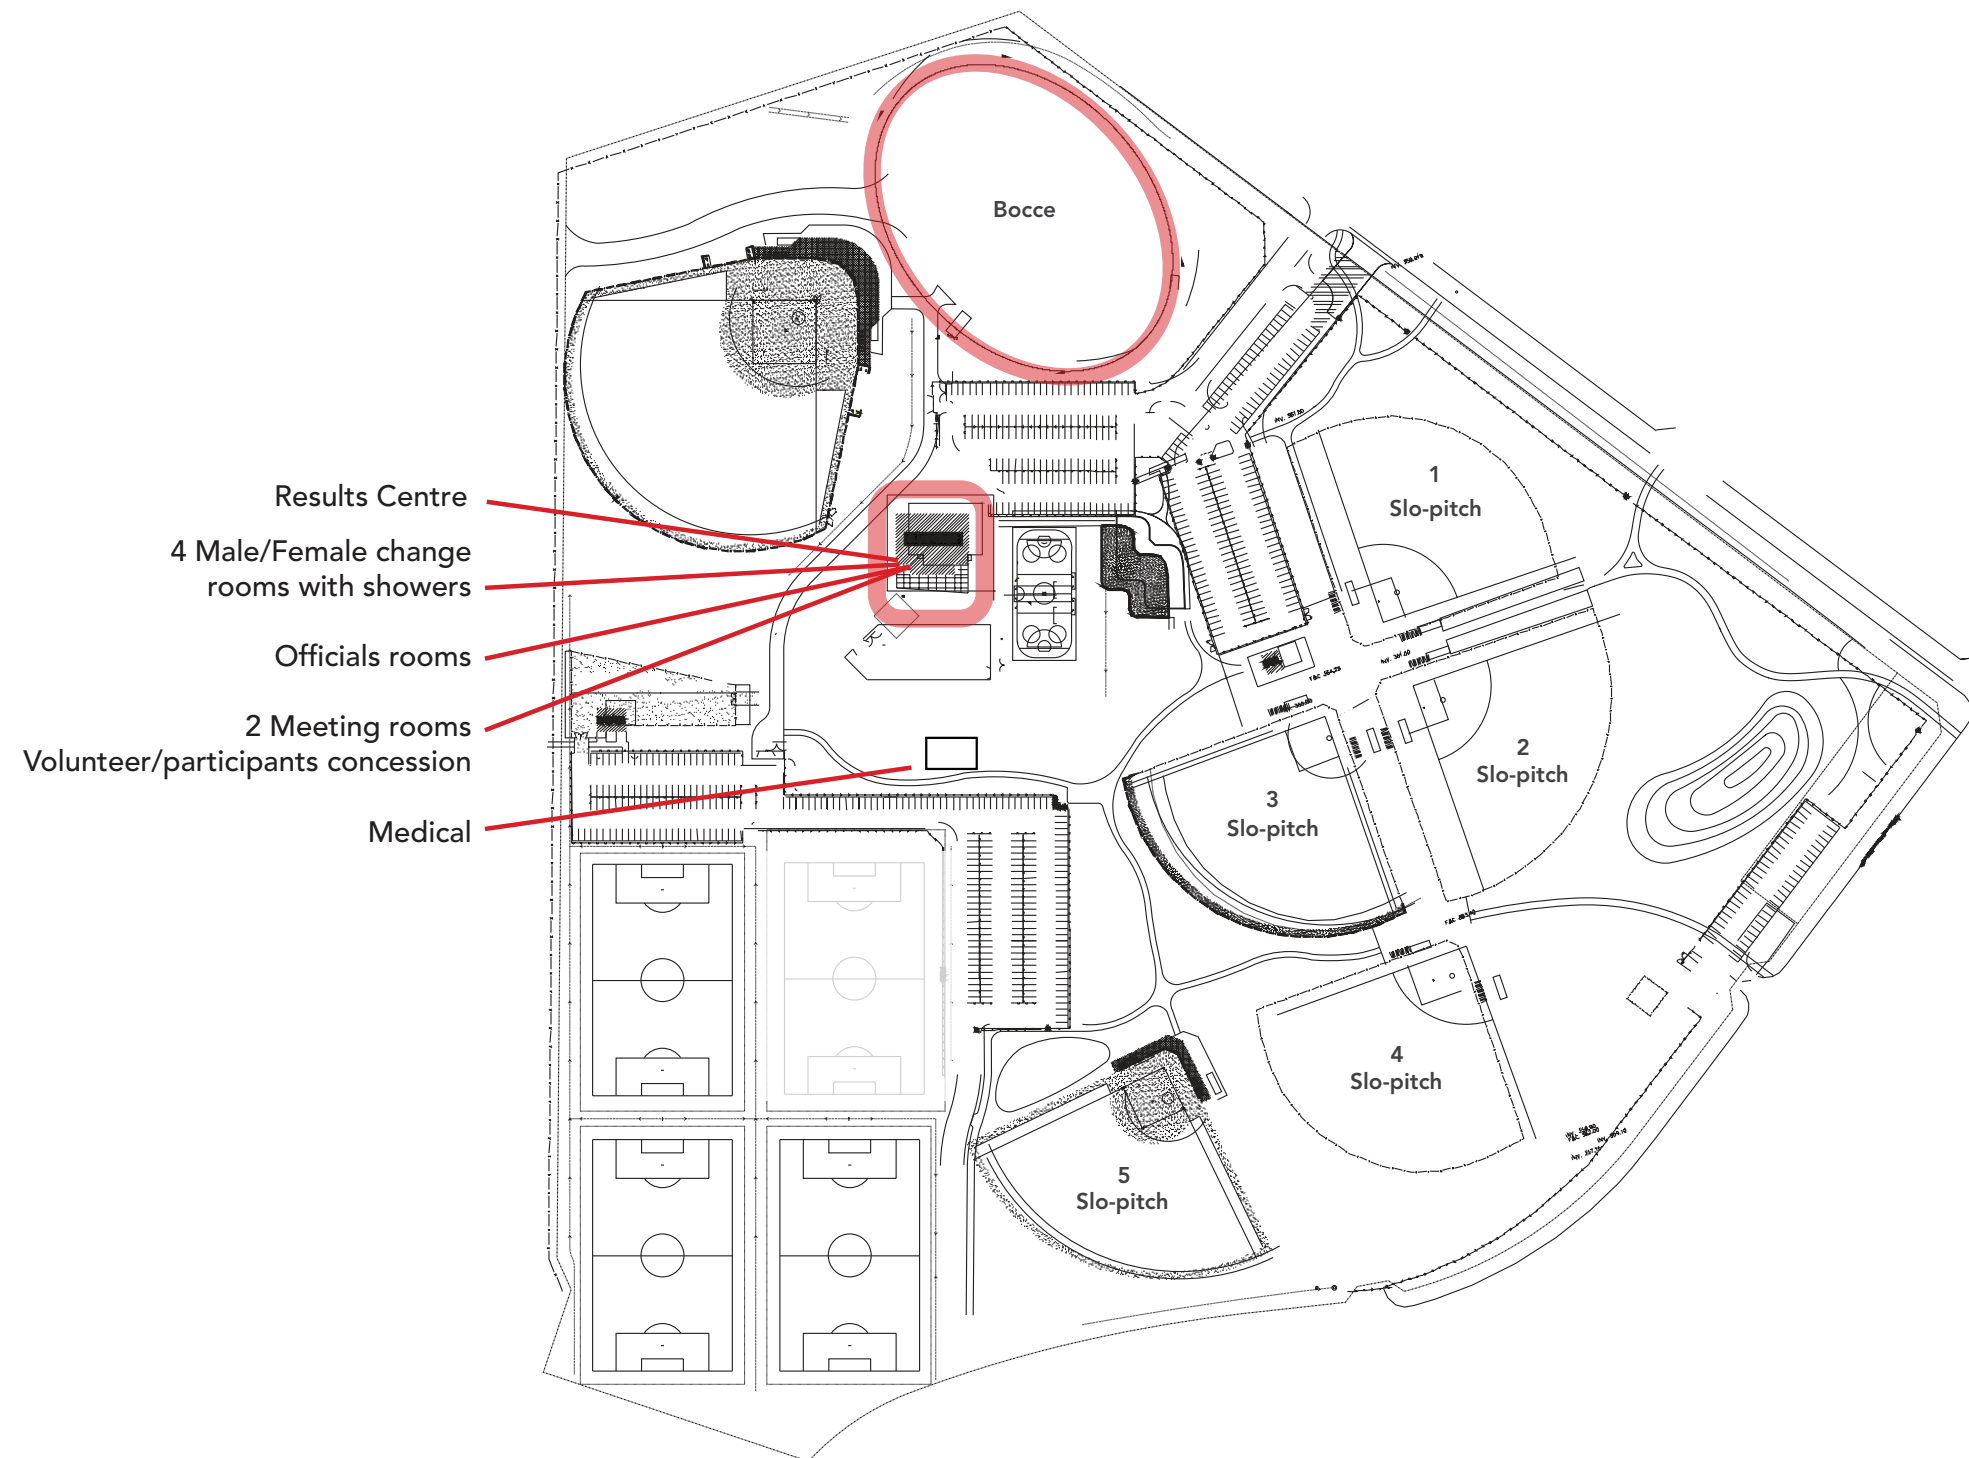 Bocce
Results Centre
4 Male/Female change
rooms with showers
Officials rooms
2 Meeting rooms
Volunteer/participants concession
Medical
1
Slo-pitch
2
Slo-pitch
3
Slo-pitch
4
Slo-pitch
5
Slo-pitch